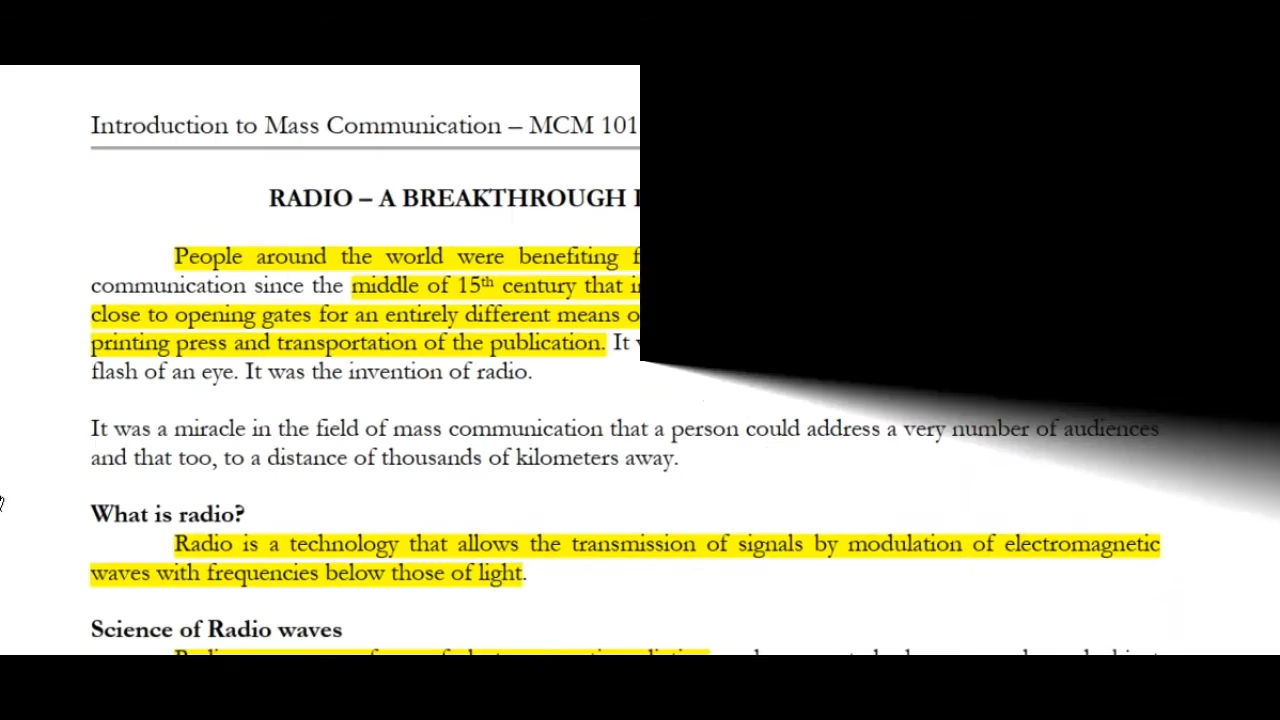 Introduction to Mass Communication – MCM 101
RADIO – A BREAKTHROUGH
People around the world were benefiting
communication since the middle of 15th century that
close to opening gates for an entirely different means
printing press and transportation of the publication. It
flash of an eye. It was the invention of radio.
It was a miracle in the field of mass communication that a person could address a very number of audiences
and that too, to a distance of thousands of kilometers away.
What is radio?
Radio is a technology that allows the transmission of signals by modulation of electromagnetic
waves with frequencies below those of light.
Science of Radio waves